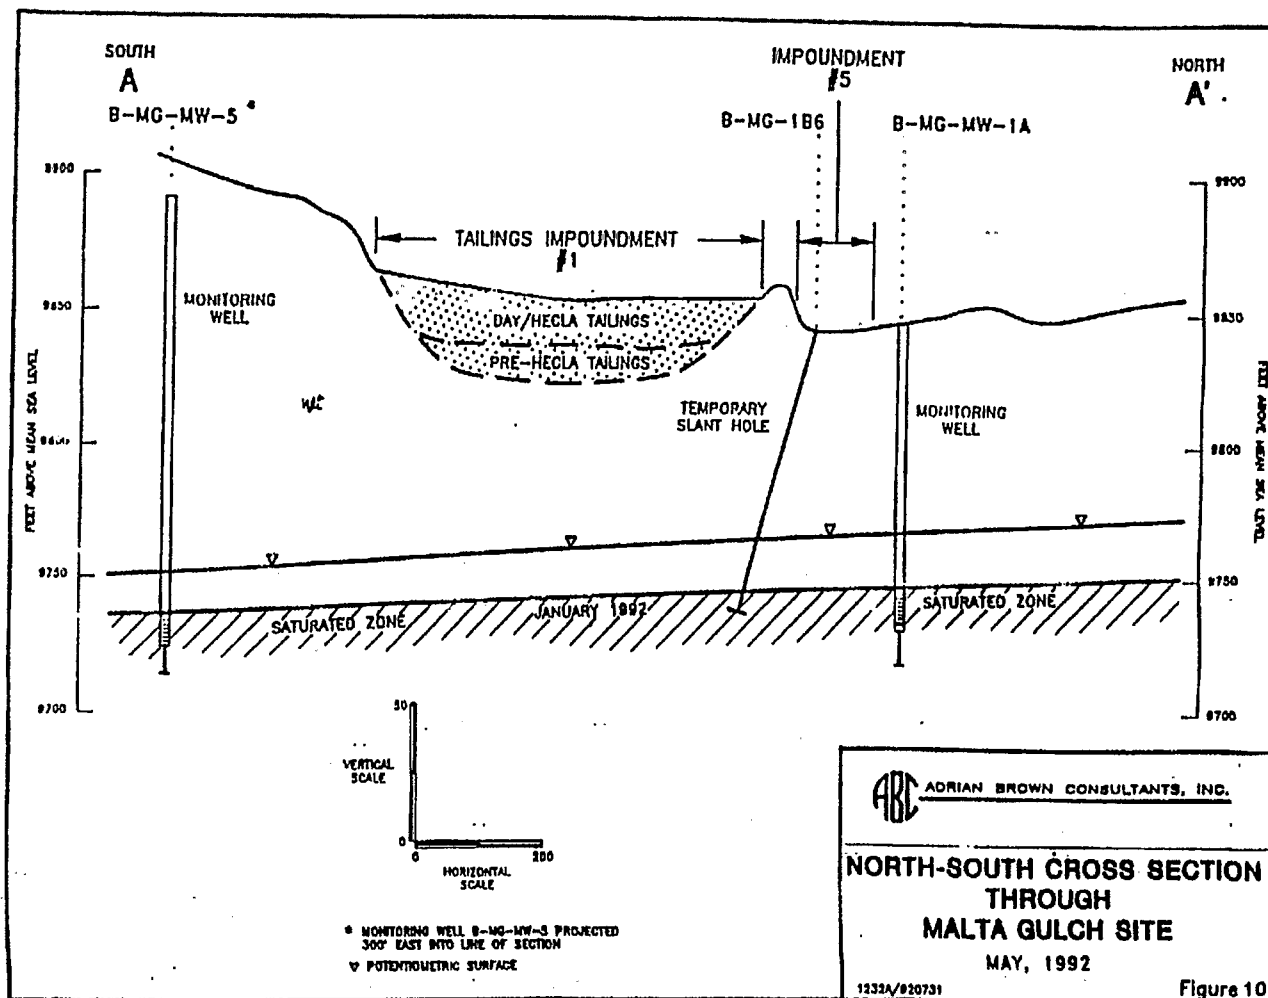 SOUTH
A
B-MG-MW-5 *
IMPOUNDMENT
#5
NORTH
A'
B-MG-1B6
B-MG-MW-1A
9900
9900
TAILINGS IMPOUNDMENT
#1
MONITORING
WELL
9850
DAY/HECLA TAILINGS
PRE-HECLA TAILINGS
TEMPORARY
SLANT HOLE
MONITORING
WELL
9800
FEET ABOVE MEAN SEA LEVEL
FEET ABOVE MEAN SEA LEVEL
9750
9750
SATURATED ZONE
JANUARY 1992
SATURATED ZONE
9700
9700
50
VERTICAL
SCALE
0
0
200
HORIZONTAL
SCALE
* MONITORING WELL B-MG-MW-5 PROJECTED
300' EAST INTO LINE OF SECTION
∇ POTENTIOMETRIC SURFACE
ABC ADRIAN BROWN CONSULTANTS, INC.
NORTH-SOUTH CROSS SECTION
THROUGH
MALTA GULCH SITE
MAY, 1992
1232A/920731
Figure 10